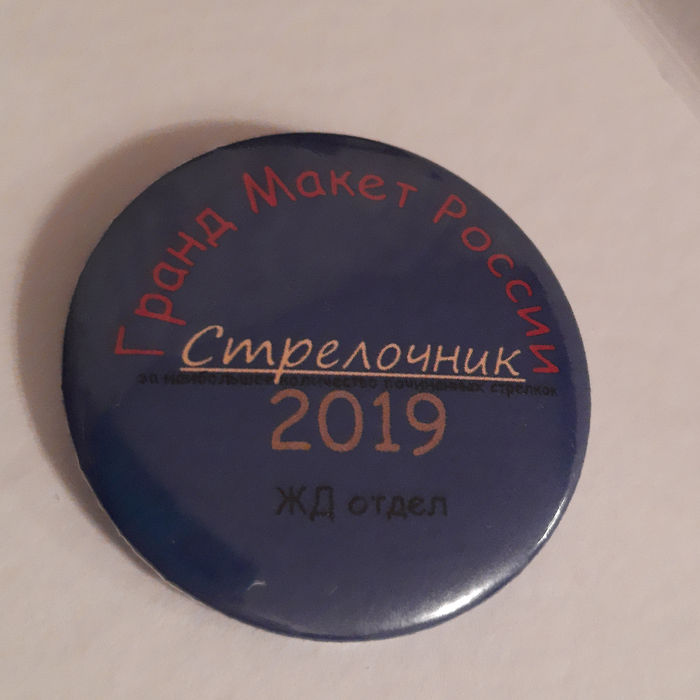 Гранд Макет России
Стрелочник
за наибольшее количество починенных стрелок
2019
ЖД отдел